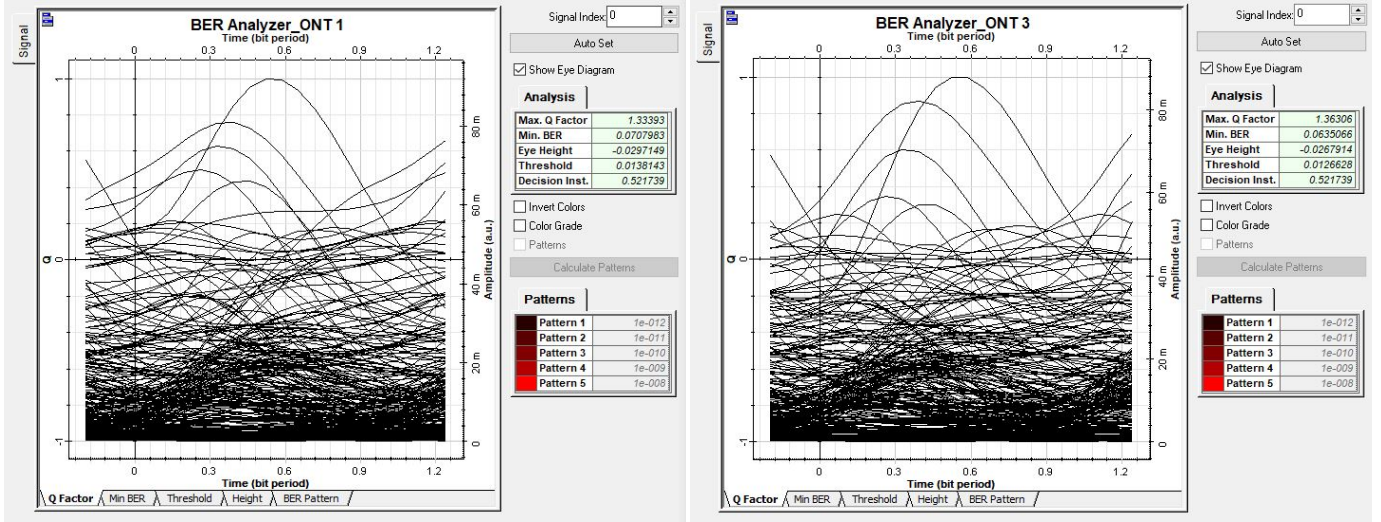 Signal
BER Analyzer_ONT 1
Time (bit period)
0 0.3 0.6 0.9 1.2
1
0
-1
Q
80 m
60 m
40 m
20 m
0
Amplitude (a.u.)
0 0.3 0.6 0.9 1.2
Time (bit period)
Q Factor Min BER Threshold Height BER Pattern
Signal Index: 0
Auto Set
Show Eye Diagram
Analysis
Max. Q Factor 1.33393
Min. BER 0.0707983
Eye Height -0.0297149
Threshold 0.0138143
Decision Inst. 0.521739
Invert Colors
Color Grade
Patterns
Calculate Patterns
Patterns
Pattern 1 1e-012
Pattern 2 1e-011
Pattern 3 1e-010
Pattern 4 1e-009
Pattern 5 1e-008
Signal
BER Analyzer_ONT 3
Time (bit period)
0 0.3 0.6 0.9 1.2
1
0
-1
Q
80 m
60 m
40 m
20 m
0
Amplitude (a.u.)
0 0.3 0.6 0.9 1.2
Time (bit period)
Q Factor Min BER Threshold Height BER Pattern
Signal Index: 0
Auto Set
Show Eye Diagram
Analysis
Max. Q Factor 1.36306
Min. BER 0.0635066
Eye Height -0.0267914
Threshold 0.0126628
Decision Inst. 0.521739
Invert Colors
Color Grade
Patterns
Calculate Patterns
Patterns
Pattern 1 1e-012
Pattern 2 1e-011
Pattern 3 1e-010
Pattern 4 1e-009
Pattern 5 1e-008